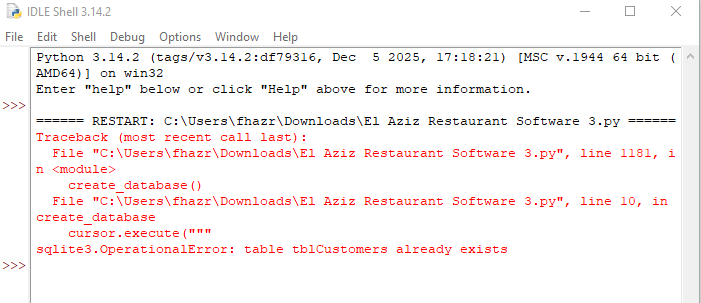 IDLE Shell 3.14.2
File Edit Shell Debug Options Window Help
Python 3.14.2 (tags/v3.14.2:df79316, Dec  5 2025, 17:18:21) [MSC v.1944 64 bit (
AMD64)] on win32
Enter "help" below or click "Help" above for more information.
>>>
====== RESTART: C:\Users\fhazr\Downloads\El Aziz Restaurant Software 3.py ======
Traceback (most recent call last):
  File "C:\Users\fhazr\Downloads\El Aziz Restaurant Software 3.py", line 1181, i
n <module>
    create_database()
  File "C:\Users\fhazr\Downloads\El Aziz Restaurant Software 3.py", line 10, in
create_database
    cursor.execute("""
sqlite3.OperationalError: table tblCustomers already exists
>>>